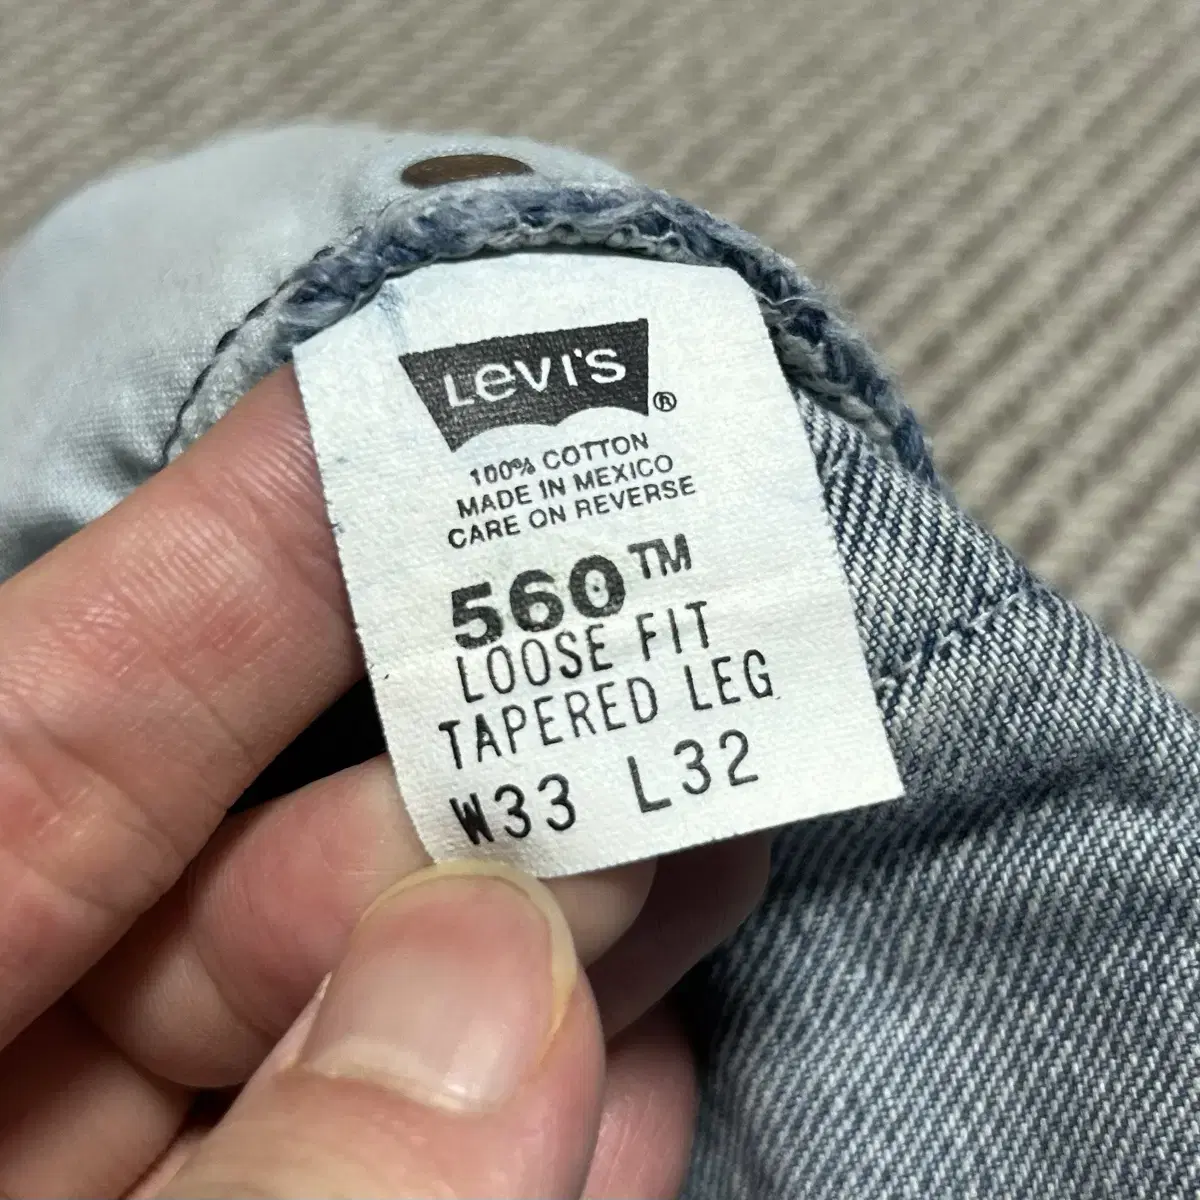 Levi's ®
100% COTTON
MADE IN MEXICO
CARE ON REVERSE
560™
LOOSE FIT
TAPERED LEG
W33 L32